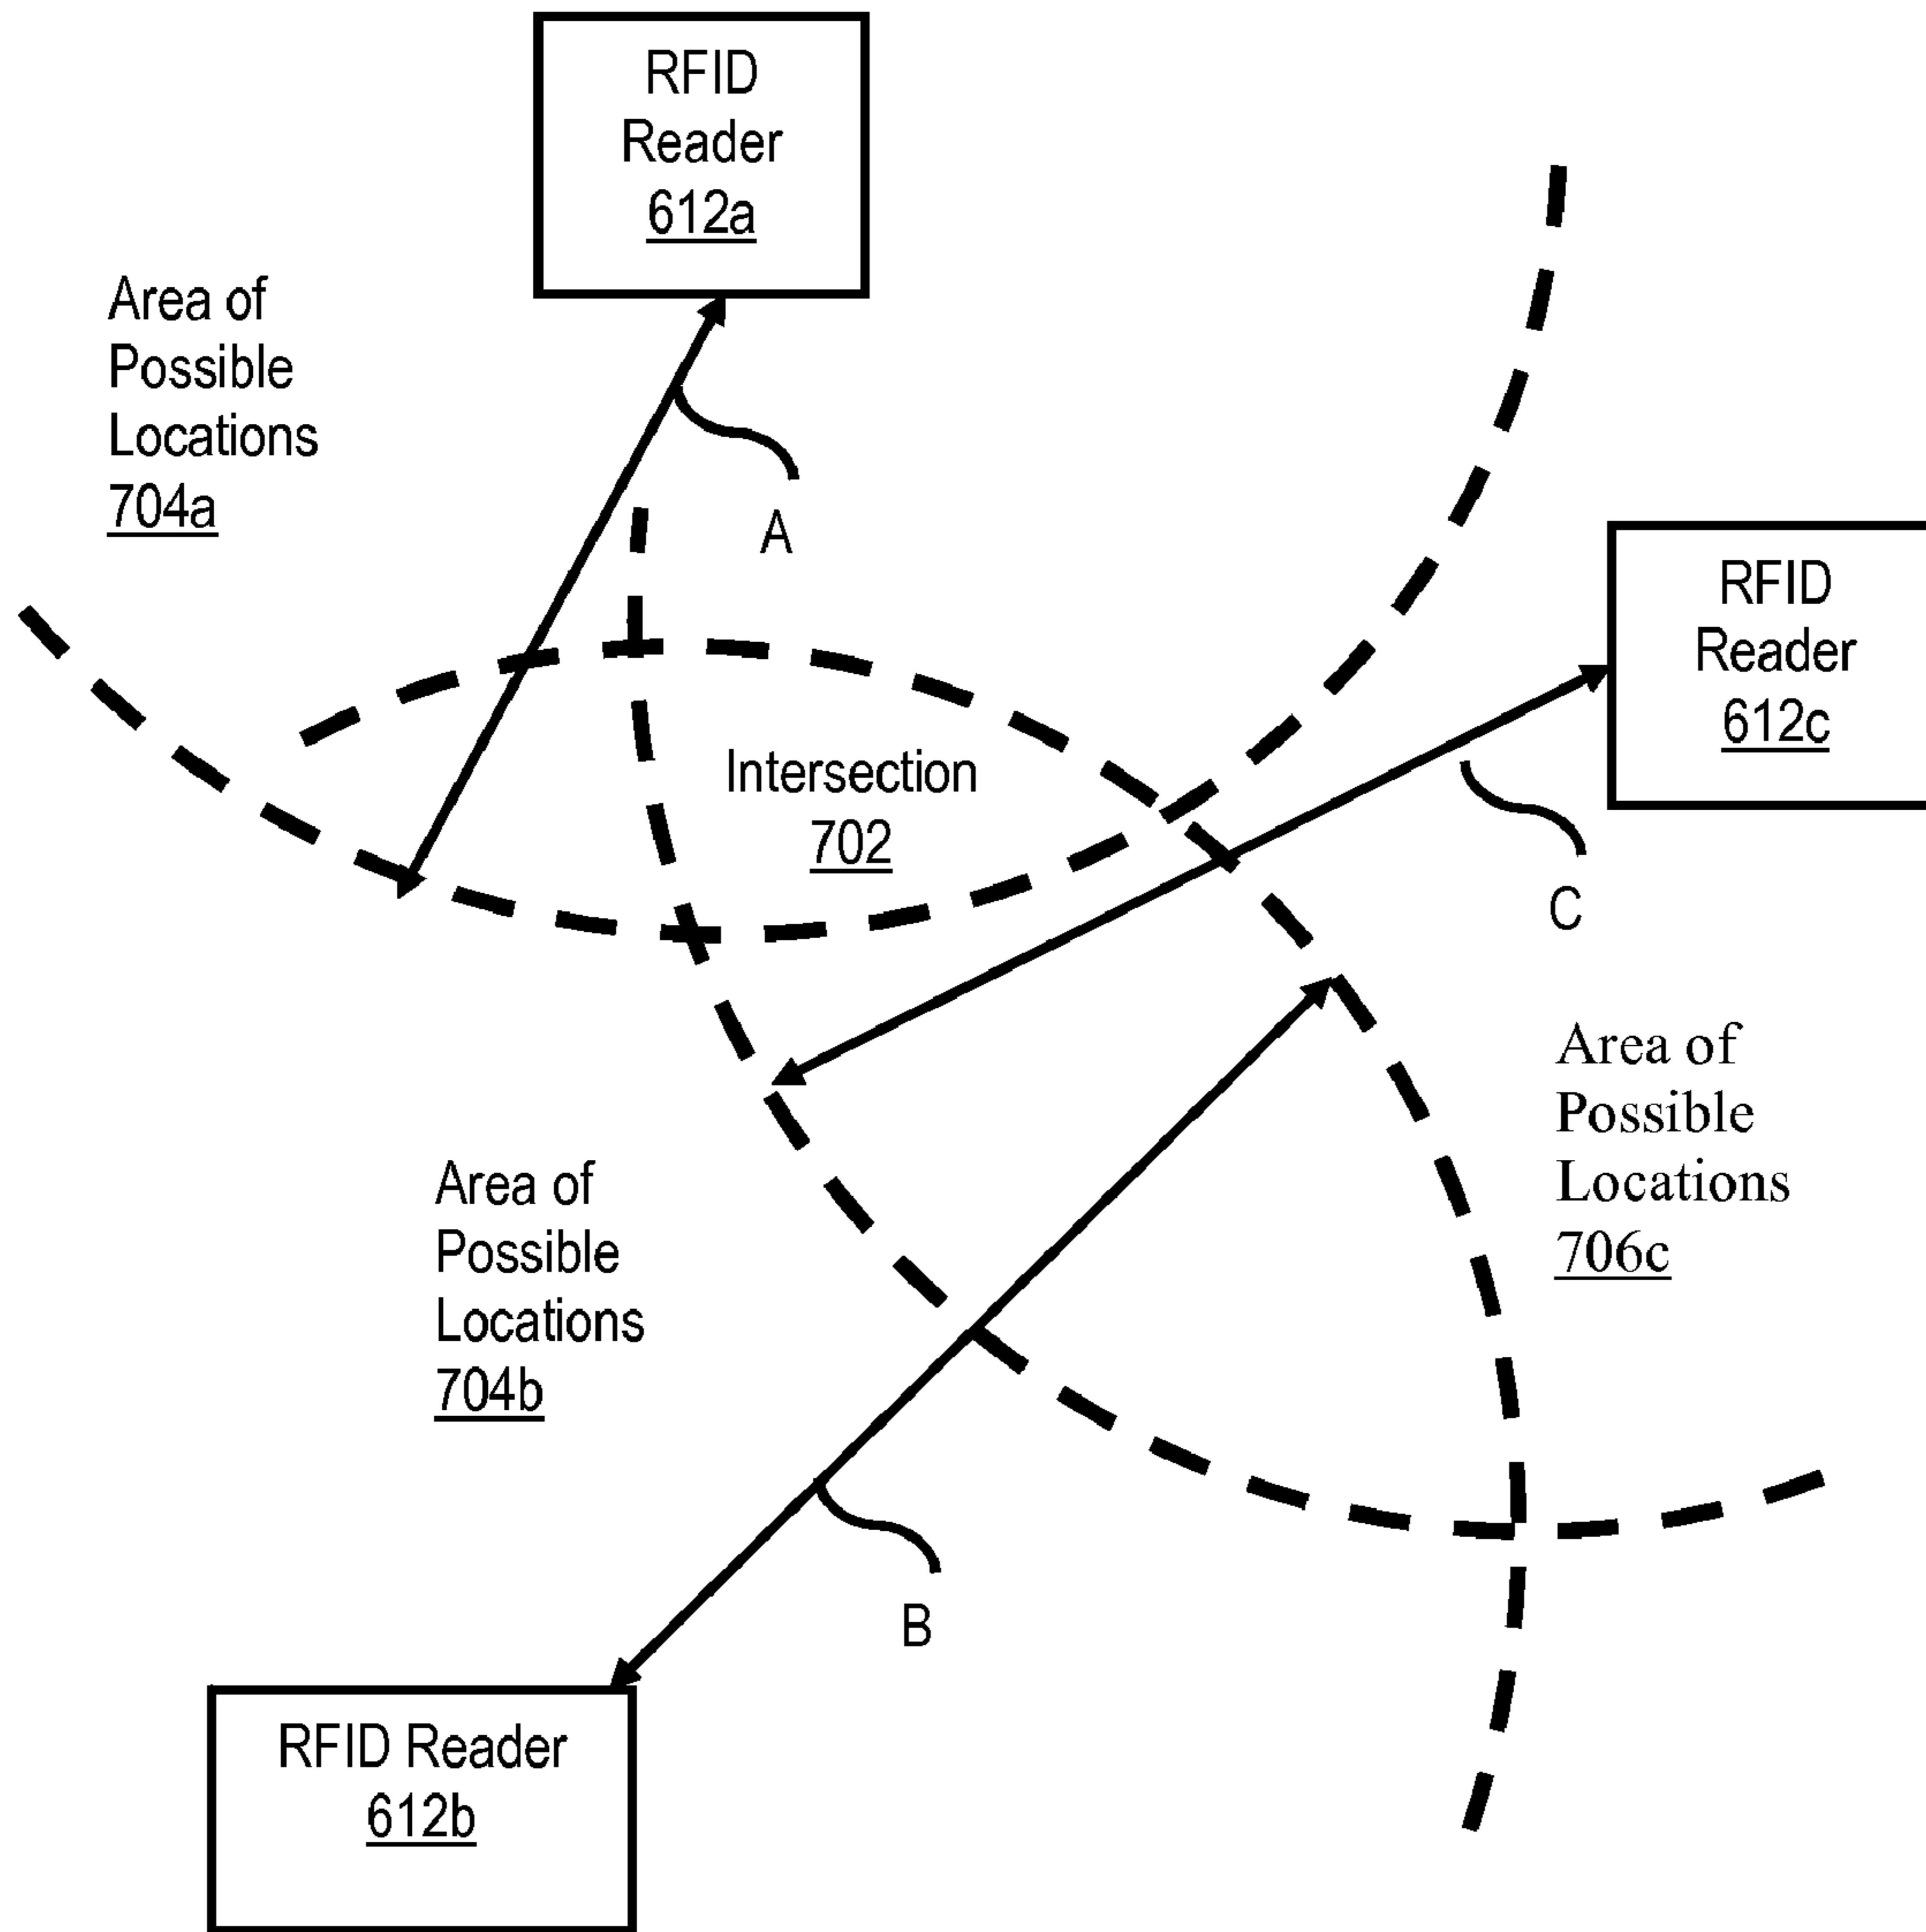 RFID
Reader
612a
Area of
Possible
Locations
704a
A
RFID
Reader
612c
Intersection
702
C
Area of
Possible
Locations
706c
Area of
Possible
Locations
704b
B
RFID Reader
612b